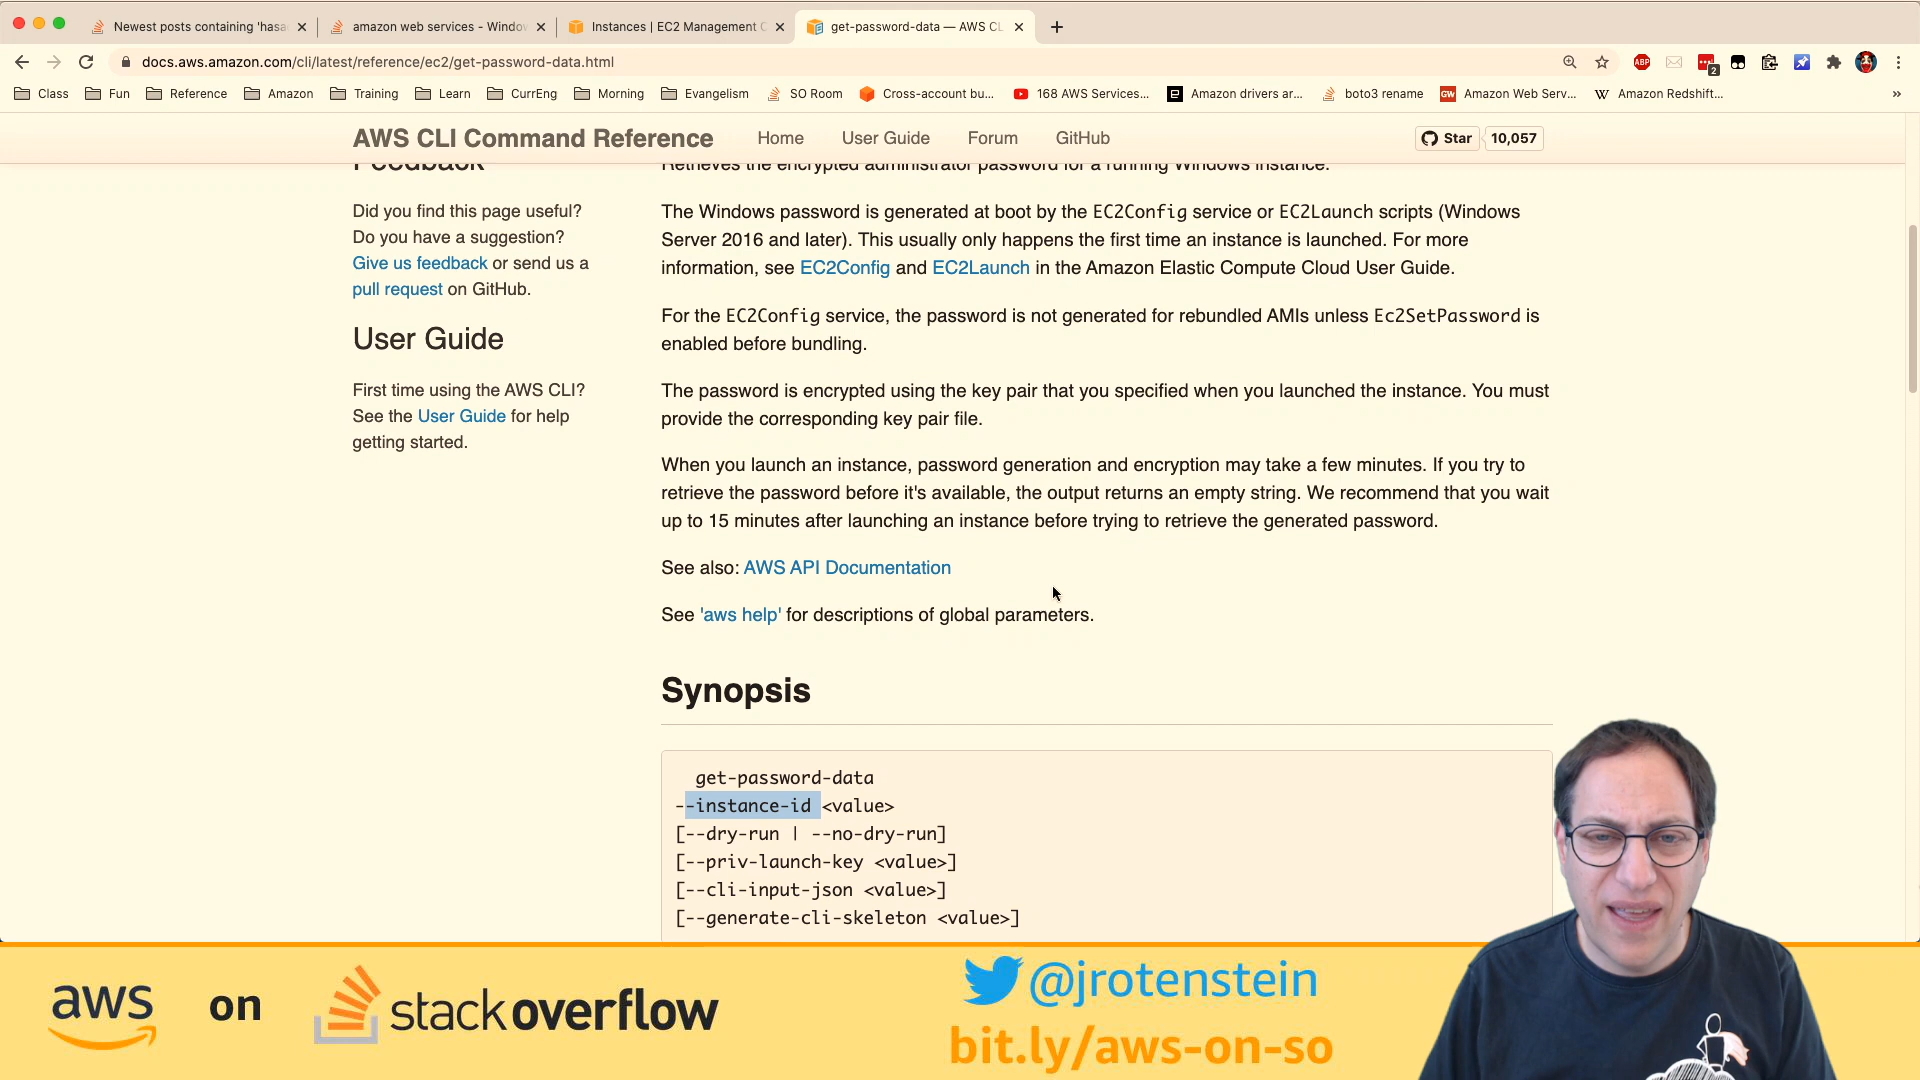 Newest posts containing 'hasa
amazon web services - Window
Instances | EC2 Management C
get-password-data — AWS CL
docs.aws.amazon.com/cli/latest/reference/ec2/get-password-data.html
ABP
2
Class
Fun
Reference
Amazon
Training
Learn
CurrEng
Morning
Evangelism
SO Room
Cross-account bu...
168 AWS Services...
Amazon drivers ar...
boto3 rename
GW
Amazon Web Serv...
W
Amazon Redshift...
»
AWS CLI Command Reference
Home
User Guide
Forum
GitHub
Star
10,057
Feedback
Did you find this page useful?
Do you have a suggestion?
Give us feedback or send us a
pull request on GitHub.
User Guide
First time using the AWS CLI?
See the User Guide for help
getting started.
Retrieves the encrypted administrator password for a running Windows instance.
The Windows password is generated at boot by the EC2Config service or EC2Launch scripts (Windows
Server 2016 and later). This usually only happens the first time an instance is launched. For more
information, see EC2Config and EC2Launch in the Amazon Elastic Compute Cloud User Guide.
For the EC2Config service, the password is not generated for rebundled AMIs unless Ec2SetPassword is
enabled before bundling.
The password is encrypted using the key pair that you specified when you launched the instance. You must
provide the corresponding key pair file.
When you launch an instance, password generation and encryption may take a few minutes. If you try to
retrieve the password before it's available, the output returns an empty string. We recommend that you wait
up to 15 minutes after launching an instance before trying to retrieve the generated password.
See also: AWS API Documentation
See 'aws help' for descriptions of global parameters.
Synopsis
get-password-data
--instance-id <value>
[--dry-run | --no-dry-run]
[--priv-launch-key <value>]
[--cli-input-json <value>]
[--generate-cli-skeleton <value>]
aws on stackoverflow
@jrotenstein
bit.ly/aws-on-so